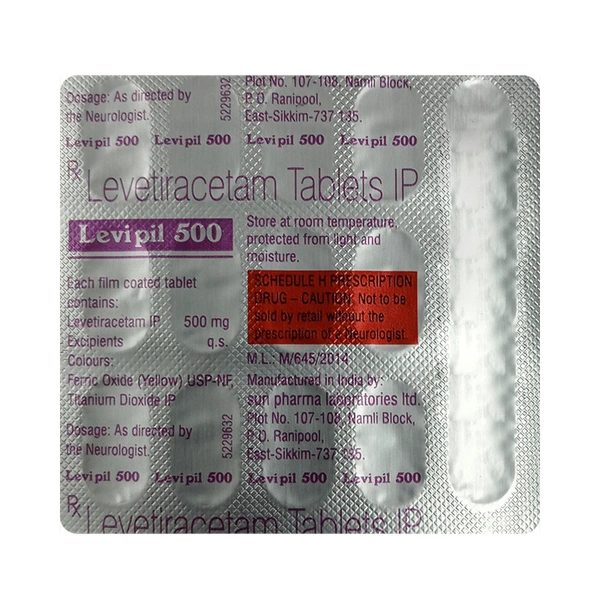 Dosage: As directed by
the Neurologist.
5229632
Plot No. 107-108, Namli Block,
P.O. Ranipool,
East-Sikkim-737 135.
Levipil 500 Levipil 500 Levipil 500 Levipil 500
Rx Levetiracetam Tablets IP
Levipil 500
Each film coated tablet
contains:
Levetiracetam IP 500 mg
Excipients q.s.
Colours:
Ferric Oxide (Yellow) USP-NF,
Titanium Dioxide IP
Dosage: As directed by
the Neurologist.
5229632
Store at room temperature,
protected from light and
moisture.
SCHEDULE H PRESCRIPTION
DRUG – CAUTION: Not to be
sold by retail without the
prescription of a Neurologist.
M.L.: M/645/2014
Manufactured in India by:
sun pharma laboratories ltd.
Plot No. 107-108, Namli Block,
P.O. Ranipool,
East-Sikkim-737 135.
Levipil 500 Levipil 500 Levipil 500 Levipil 500
Rx Levetiracetam Tablets IP